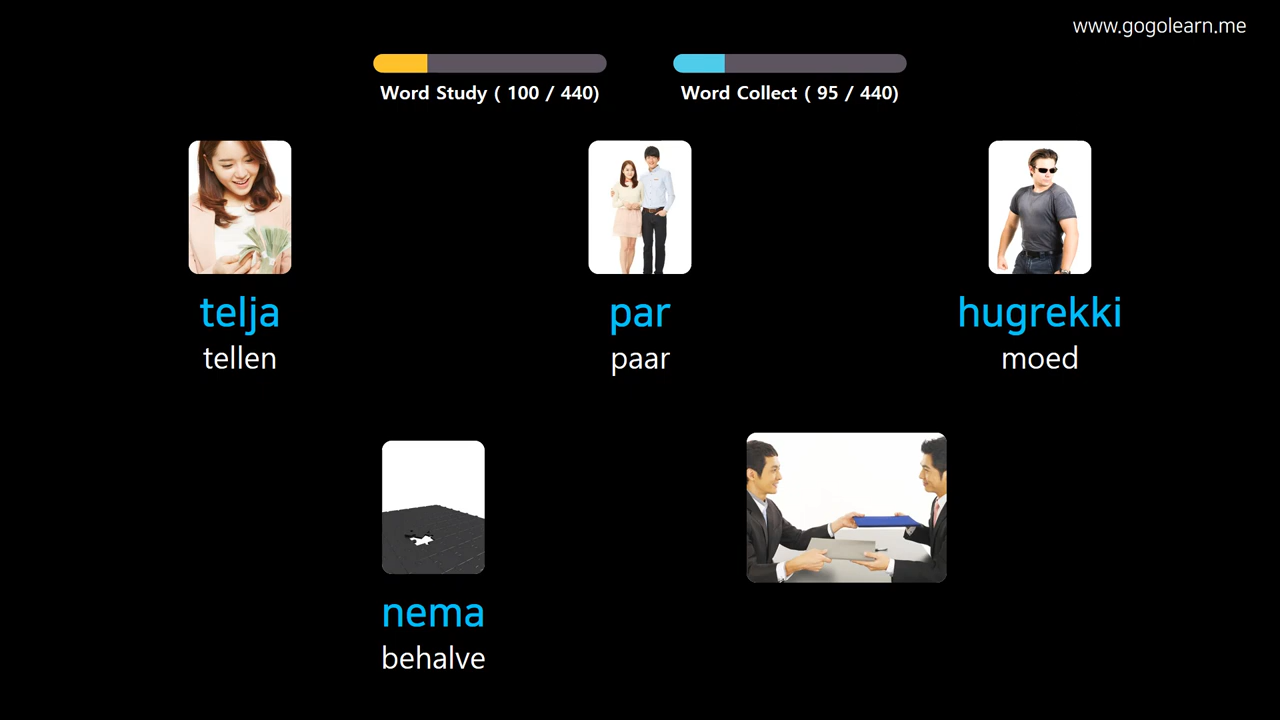 www.gogolearn.me
Word Study ( 100 / 440)
Word Collect ( 95 / 440)
telja
tellen
par
paar
hugrekki
moed
nema
behalve